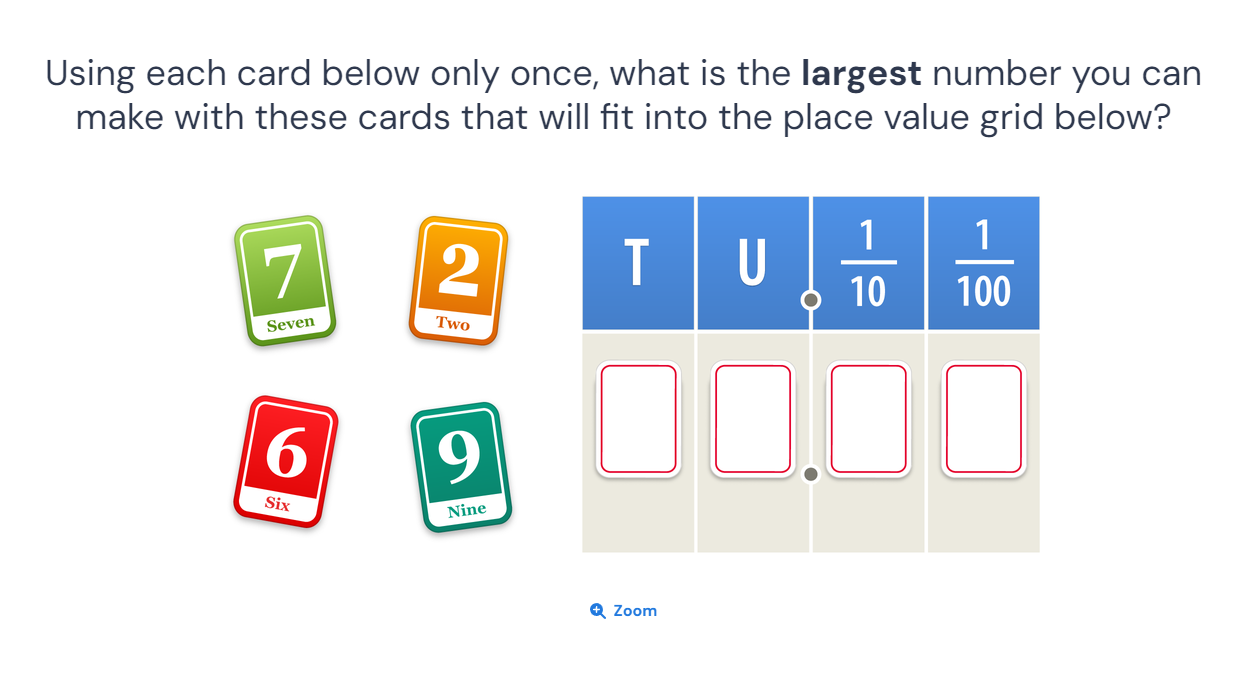 Using each card below only once, what is the largest number you can
make with these cards that will fit into the place value grid below?
7
Seven
2
Two
6
Six
9
Nine
T U 1/10 1/100
Zoom